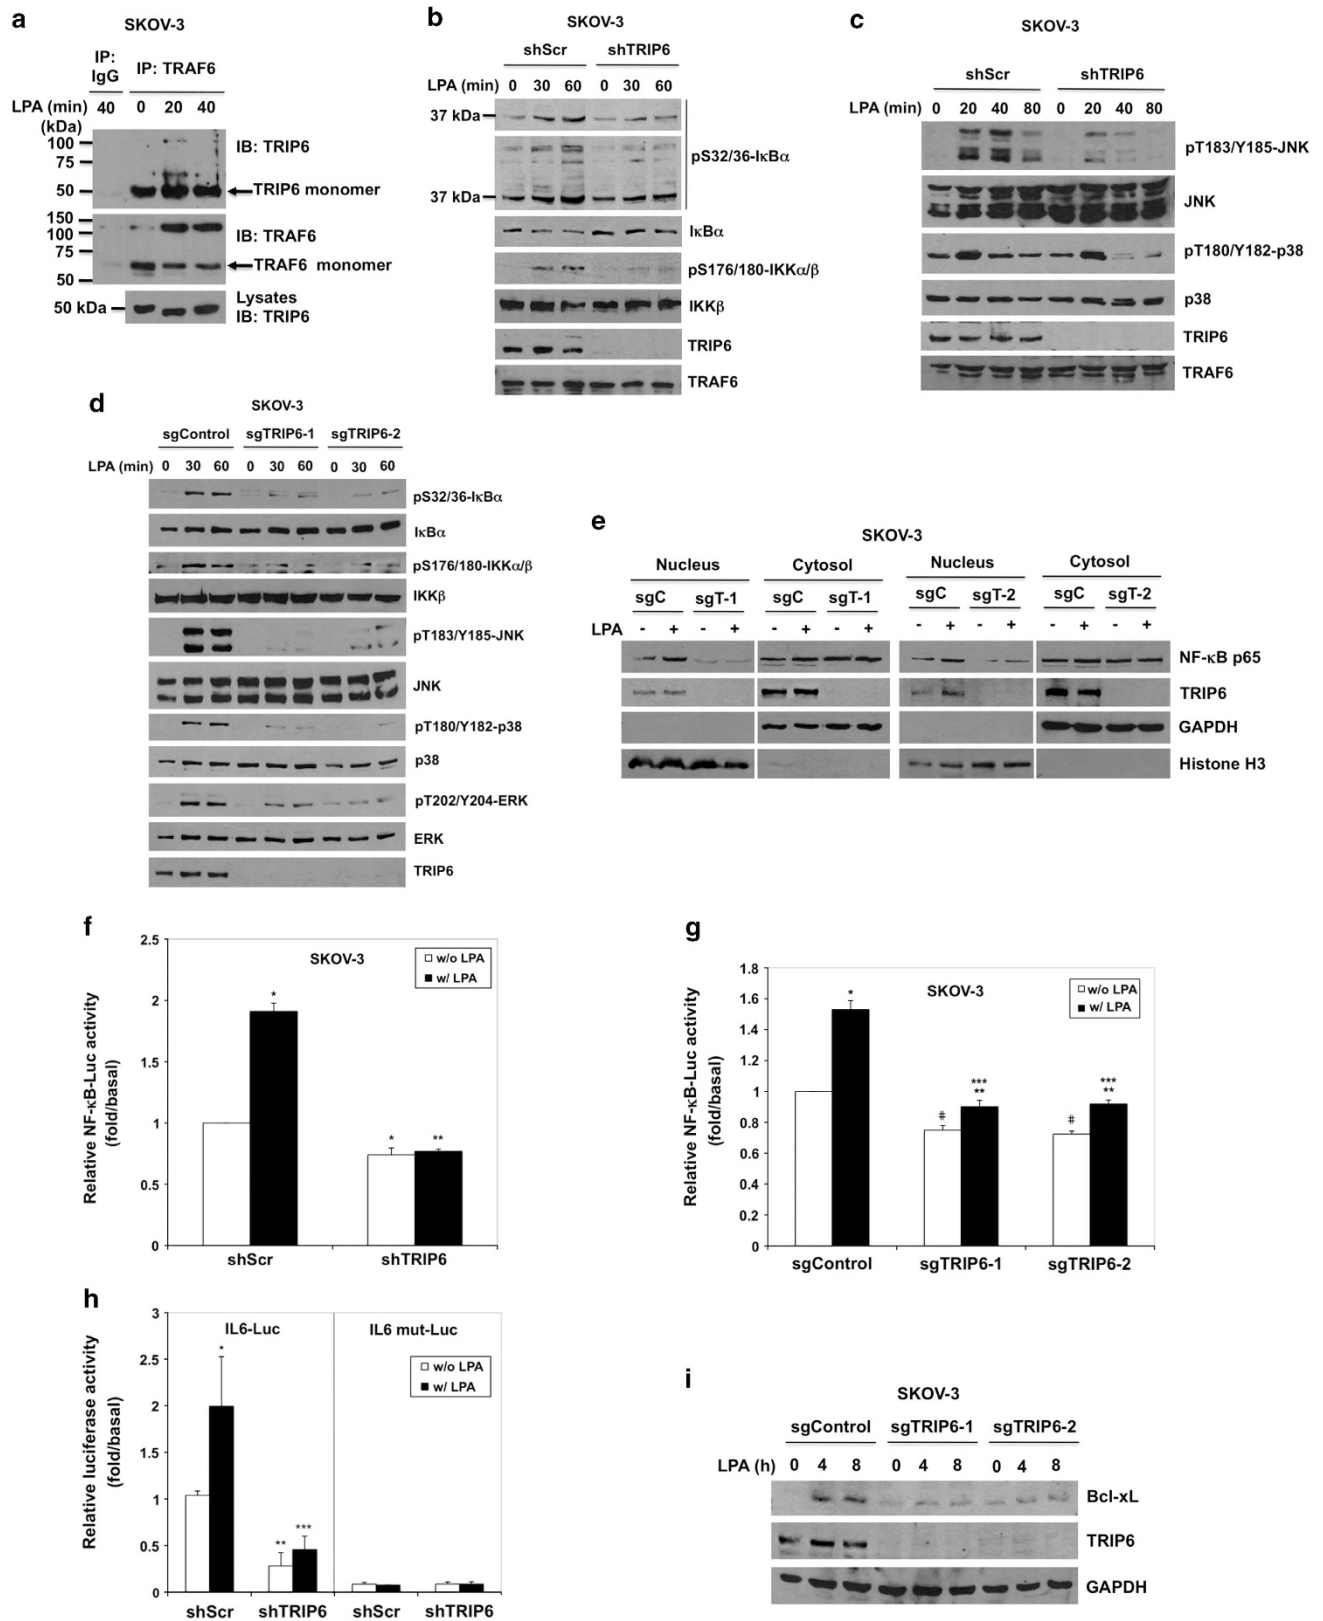 a
SKOV-3
IP: IgG
IP: TRAF6
LPA (min) 40 0 20 40
(kDa)
100
75
50
IB: TRIP6
TRIP6 monomer
150
100
75
50
IB: TRAF6
TRAF6 monomer
50 kDa
Lysates
IB: TRIP6
b
SKOV-3
shScr shTRIP6
LPA (min) 0 30 60 0 30 60
37 kDa
37 kDa
pS32/36-IκBα
IκBα
pS176/180-IKKα/β
IKKβ
TRIP6
TRAF6
c
SKOV-3
shScr shTRIP6
LPA (min) 0 20 40 80 0 20 40 80
pT183/Y185-JNK
JNK
pT180/Y182-p38
p38
TRIP6
TRAF6
d
SKOV-3
sgControl sgTRIP6-1 sgTRIP6-2
LPA (min) 0 30 60 0 30 60 0 30 60
pS32/36-IκBα
IκBα
pS176/180-IKKα/β
IKKβ
pT183/Y185-JNK
JNK
pT180/Y182-p38
p38
pT202/Y204-ERK
ERK
TRIP6
e
SKOV-3
Nucleus Cytosol Nucleus Cytosol
sgC sgT-1 sgC sgT-1 sgC sgT-2 sgC sgT-2
LPA - + - + - + - + - + - + - + - +
NF-κB p65
TRIP6
GAPDH
Histone H3
f
Relative NF-κB-Luc activity
(fold/basal)
2.5
2
1.5
1
0.5
0
SKOV-3
w/o LPA
w/ LPA
*
* **
shScr shTRIP6
g
Relative NF-κB-Luc activity
(fold/basal)
1.8
1.6
1.4
1.2
1
0.8
0.6
0.4
0.2
0
SKOV-3
w/o LPA
w/ LPA
*
# ***
**
# ***
**
sgControl sgTRIP6-1 sgTRIP6-2
h
Relative luciferase activity
(fold/basal)
3
2.5
2
1.5
1
0.5
0
IL6-Luc IL6 mut-Luc
w/o LPA
w/ LPA
*
** ***
shScr shTRIP6 shScr shTRIP6
i
SKOV-3
sgControl sgTRIP6-1 sgTRIP6-2
LPA (h) 0 4 8 0 4 8 0 4 8
Bcl-xL
TRIP6
GAPDH